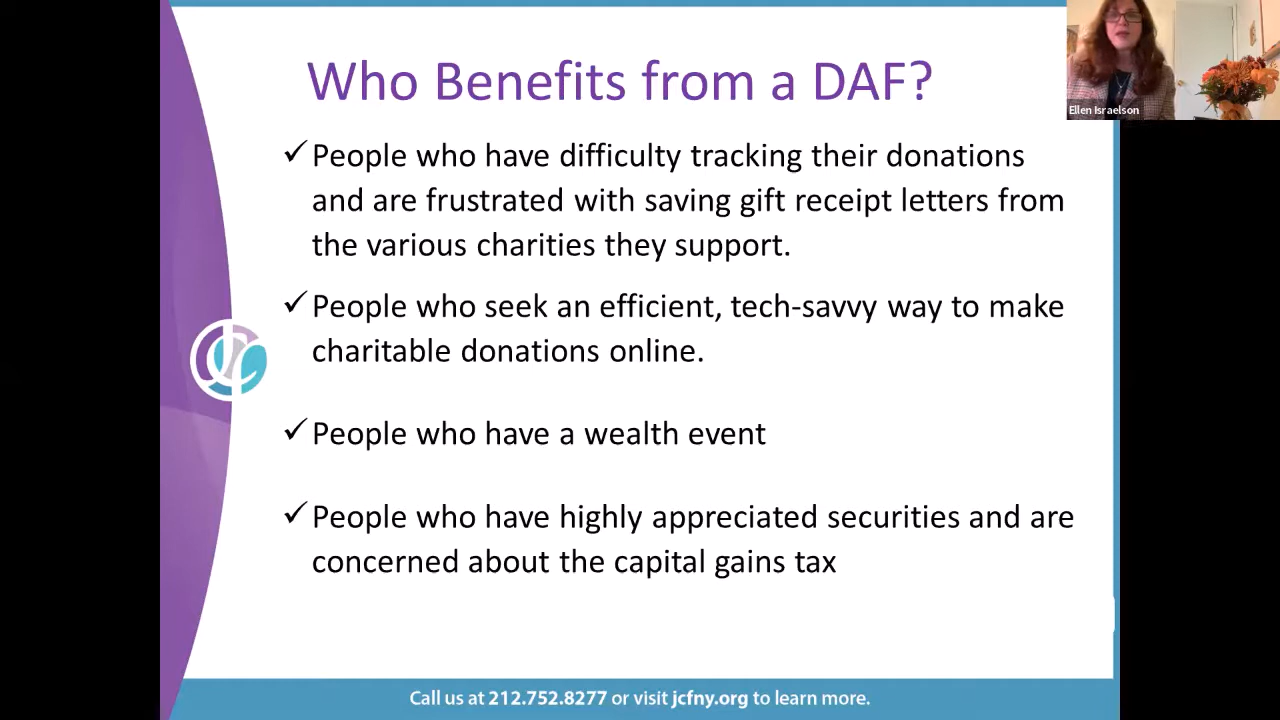 Who Benefits from a DAF?
Ellen Israelson
✓People who have difficulty tracking their donations
and are frustrated with saving gift receipt letters from
the various charities they support.
✓People who seek an efficient, tech-savvy way to make
charitable donations online.
✓People who have a wealth event
✓People who have highly appreciated securities and are
concerned about the capital gains tax
jcf
Call us at 212.752.8277 or visit jcfny.org to learn more.